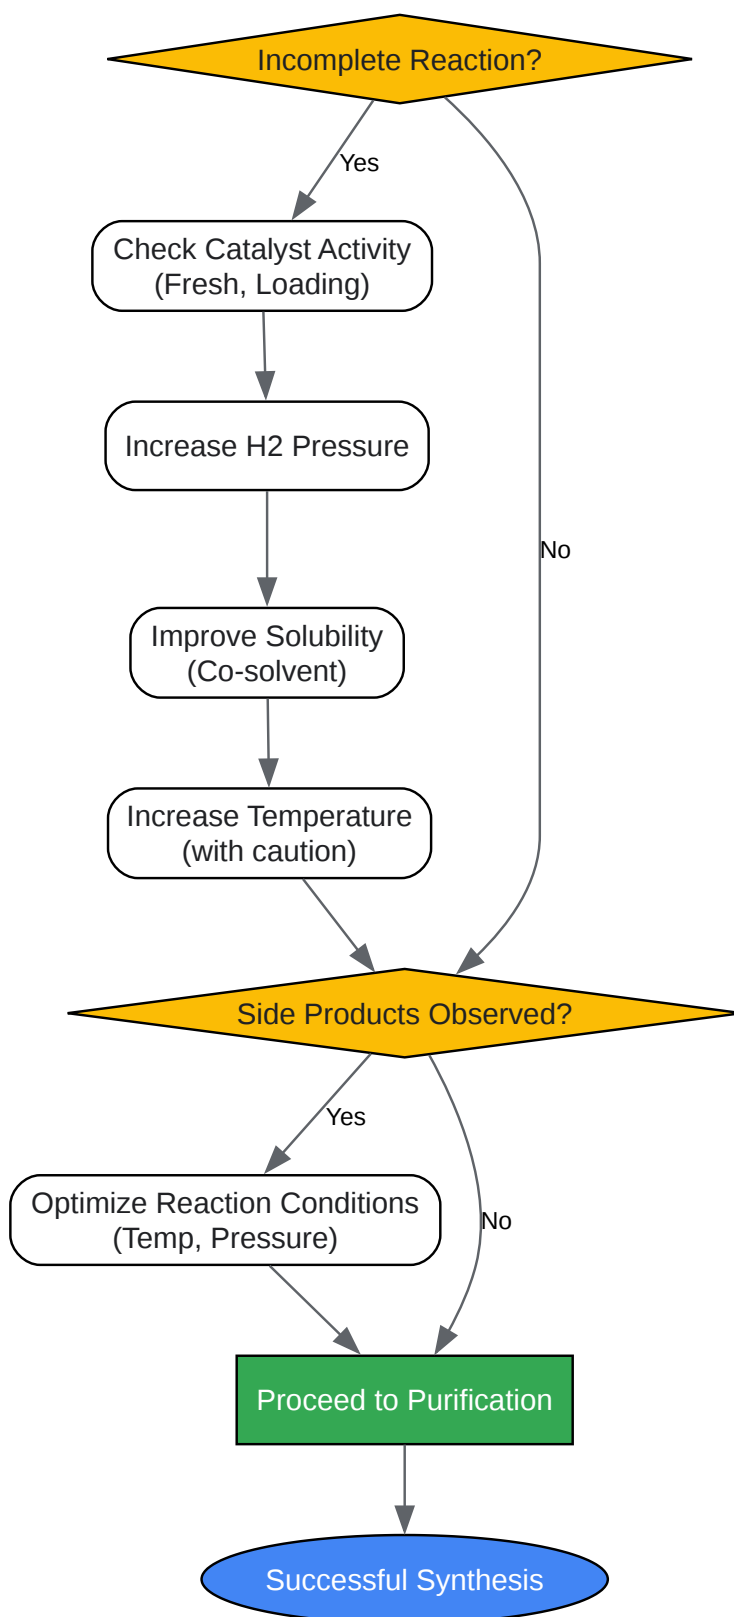 Incomplete Reaction?
Yes
Check Catalyst Activity
(Fresh, Loading)
Increase H2 Pressure
No
Improve Solubility
(Co-solvent)
Increase Temperature
(with caution)
Side Products Observed?
Yes
Optimize Reaction Conditions
(Temp, Pressure)
No
Proceed to Purification
Successful Synthesis